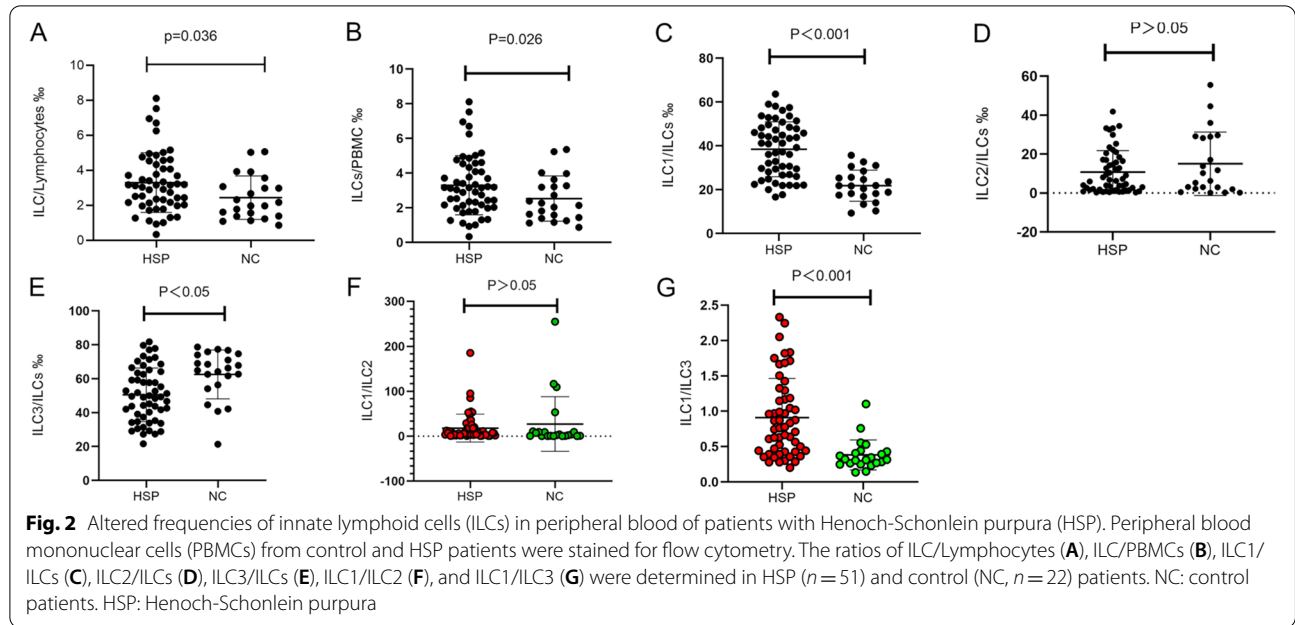 A
p=0.036
ILC/Lymphocytes ‰
10
8
6
4
2
0
HSP
NC
B
P=0.026
ILCs/PBMC ‰
10
8
6
4
2
0
HSP
NC
C
P<0.001
ILC1/ILCs ‰
80
60
40
20
0
HSP
NC
D
P>0.05
ILC2/ILCs ‰
60
40
20
0
-20
HSP
NC
E
P<0.05
ILC3/ILCs ‰
100
80
60
40
20
0
HSP
NC
F
P>0.05
ILC1/ILC2
300
200
100
0
-100
HSP
NC
G
P<0.001
ILC1/ILC3
2.5
2.0
1.5
1.0
0.5
0.0
HSP
NC
Fig. 2 Altered frequencies of innate lymphoid cells (ILCs) in peripheral blood of patients with Henoch-Schonlein purpura (HSP). Peripheral blood
mononuclear cells (PBMCs) from control and HSP patients were stained for flow cytometry. The ratios of ILC/Lymphocytes (A), ILC/PBMCs (B), ILC1/
ILCs (C), ILC2/ILCs (D), ILC3/ILCs (E), ILC1/ILC2 (F), and ILC1/ILC3 (G) were determined in HSP (n = 51) and control (NC, n = 22) patients. NC: control
patients. HSP: Henoch-Schonlein purpura